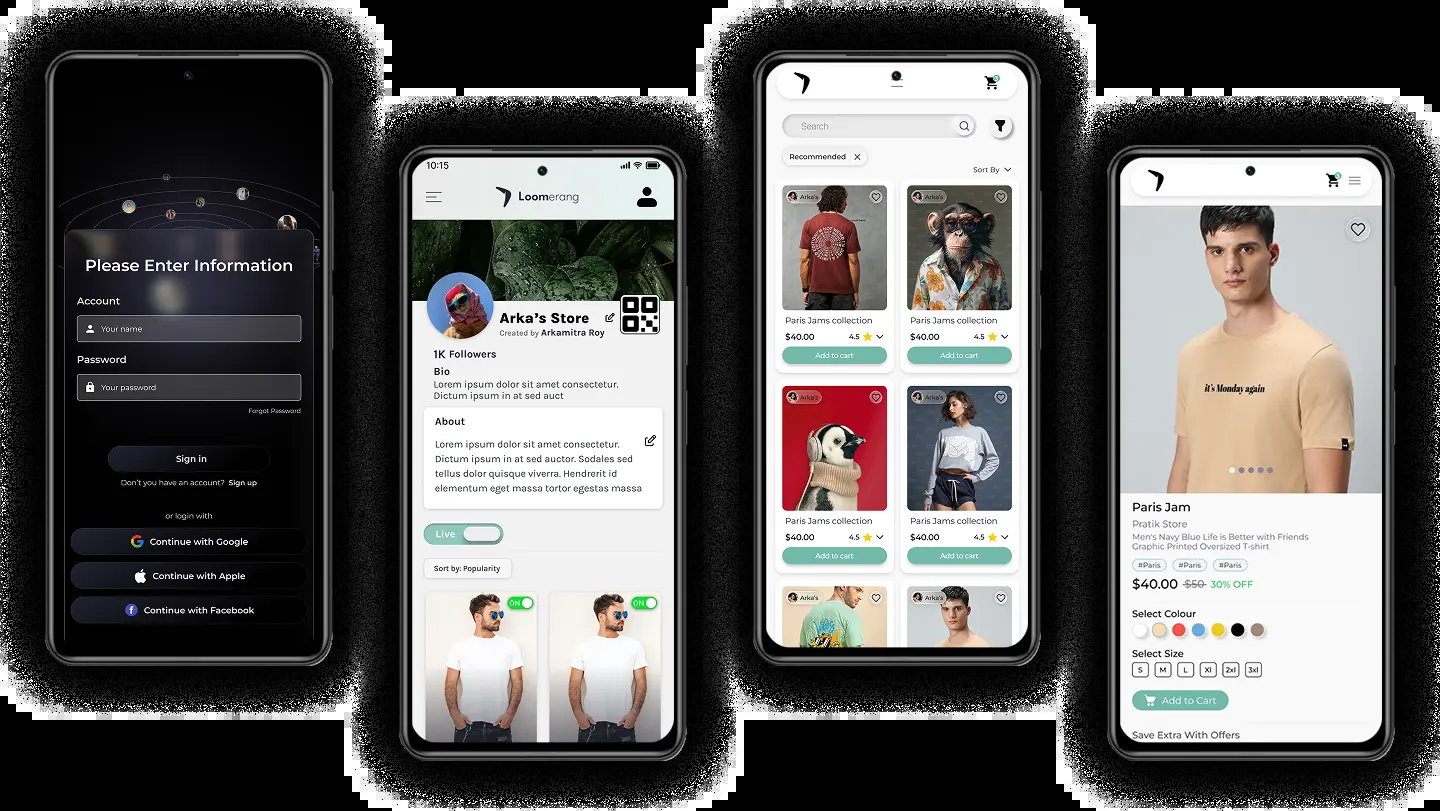 Please Enter Information
Account
Your name
Password
Your password
Forgot Password
Sign in
Don't you have an account? Sign up
or login with
Continue with Google
Continue with Apple
Continue with Facebook
10:15
Loomerang
Arka's Store
Created by Arkamitra Roy
1K Followers
Bio
Lorem ipsum dolor sit amet consectetur.
Dictum ipsum in at sed auct
About
Lorem ipsum dolor sit amet consectetur.
Dictum ipsum in at sed auctor. Sodales sed
tellus dolor quisque viverra. Hendrerit id
elementum eget massa tortor egestas massa
Live
Sort by: Popularity
ON
ON
Search
Recommended
Sort By
Arka's
Arka's
Paris Jams collection
Paris Jams collection
$40.00 4.5
$40.00 4.5
Add to cart
Add to cart
Arka's
Arka's
Paris Jams collection
Paris Jams collection
$40.00 4.5
$40.00 4.5
Add to cart
Add to cart
Arka's
Arka's
it's Monday again
Paris Jam
Pratik Store
Men's Navy Blue Life is Better with Friends
Graphic Printed Oversized T-shirt
#Paris #Paris #Paris
$40.00 $50 30% OFF
Select Colour
Select Size
S M L Xl 2xl 3xl
Add to Cart
Save Extra With Offers